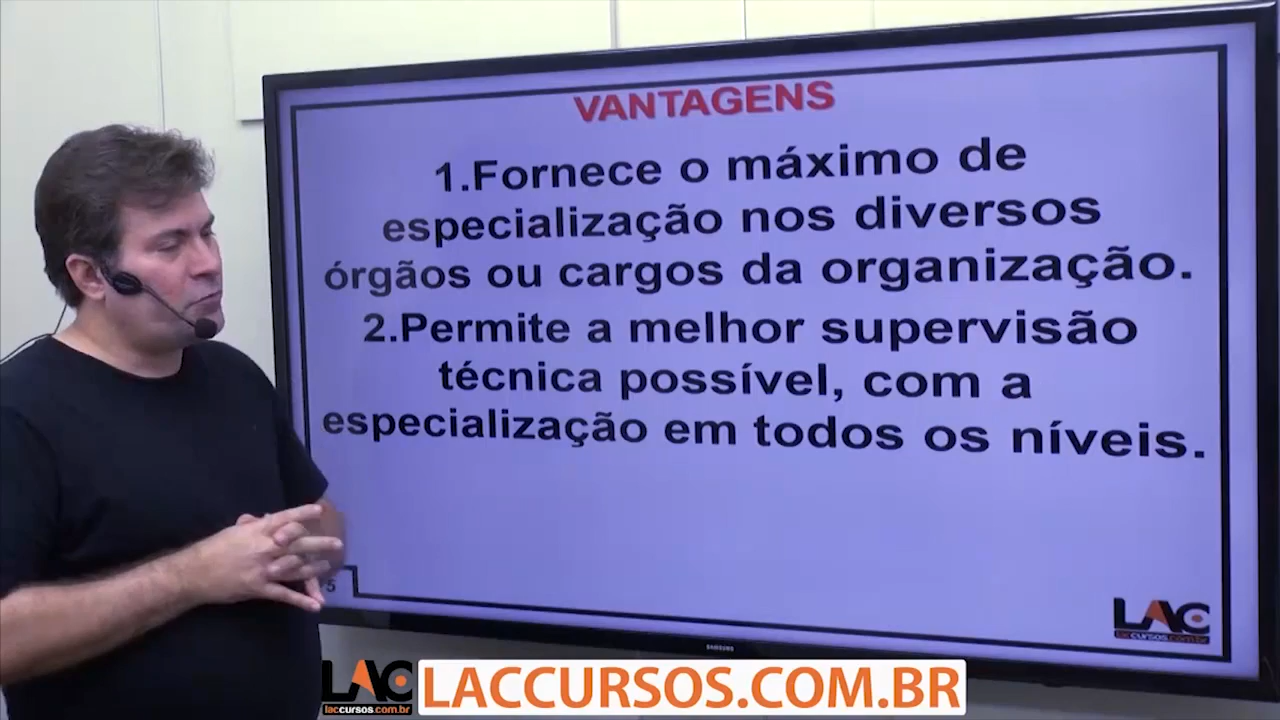 VANTAGENS
1.Fornece o máximo de
especialização nos diversos
órgãos ou cargos da organização.
2.Permite a melhor supervisão
técnica possível, com a
especialização em todos os níveis.
5
LAC
laccursos.com.br
SAMSUNG
LAC
laccursos.com.br
LACCURSOS.COM.BR